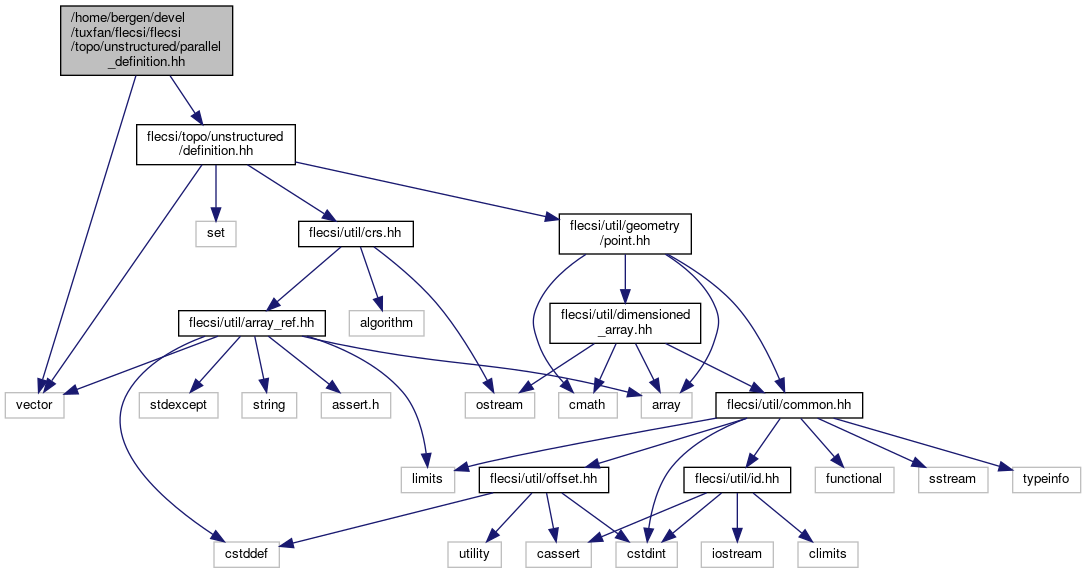 /home/bergen/devel
/tuxfan/flecsi/flecsi
/topo/unstructured/parallel
_definition.hh
flecsi/topo/unstructured
/definition.hh
set
flecsi/util/crs.hh
flecsi/util/geometry
/point.hh
flecsi/util/array_ref.hh
algorithm
flecsi/util/dimensioned
_array.hh
vector
stdexcept
string
assert.h
ostream
cmath
array
flecsi/util/common.hh
limits
flecsi/util/offset.hh
flecsi/util/id.hh
functional
sstream
typeinfo
cstddef
utility
cassert
cstdint
iostream
climits